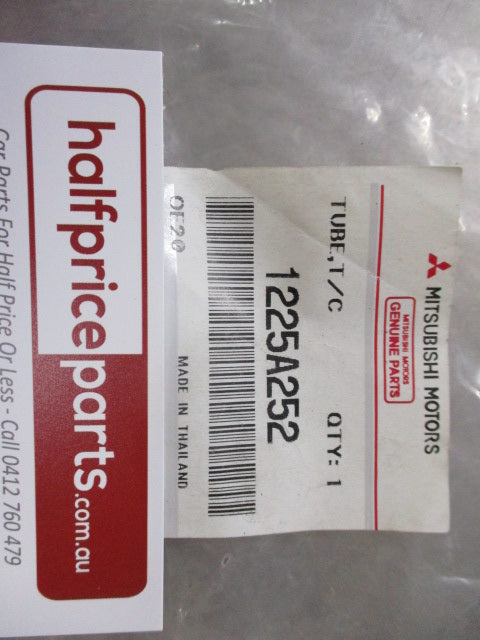 MITSUBISHI MOTORS
MITSUBISHI MOTORS
GENUINE PARTS
TUBE,T/C QTY: 1
1225A252
OE20 MADE IN THAILAND
halfpriceparts.com.au
Car Parts For Half Price Or Less - Call 0412 760 479